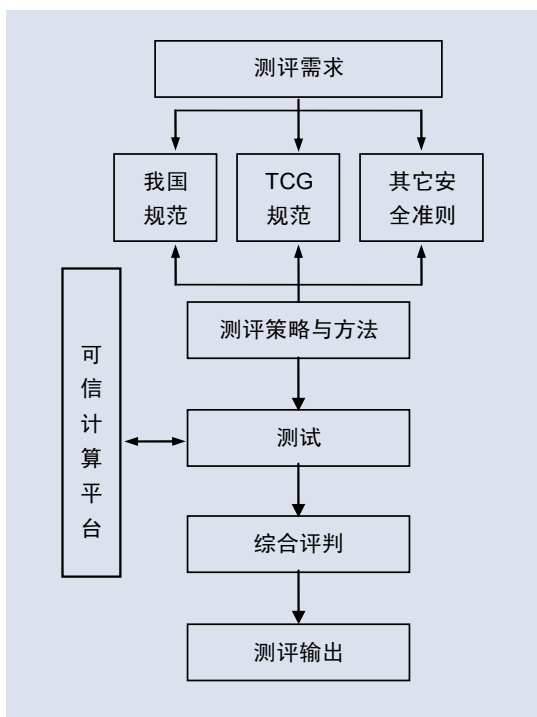 测评需求
我国
规范
TCG
规范
其它安
全准则
测评策略与方法
可
信
计
算
平
台
测试
综合评判
测评输出